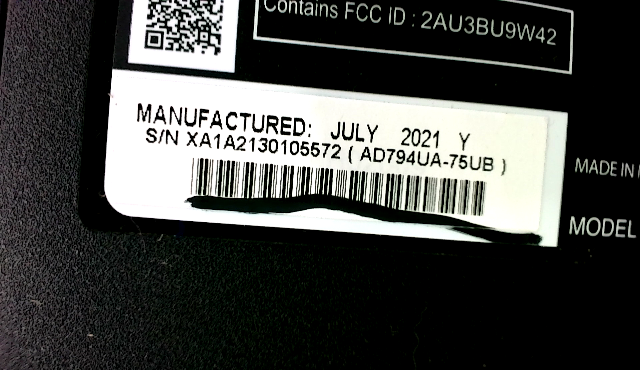 Contains FCC ID : 2AU3BU9W42
MANUFACTURED: JULY 2021 Y
S/N XA1A2130105572 ( AD794UA-75UB )
MADE IN
MODEL